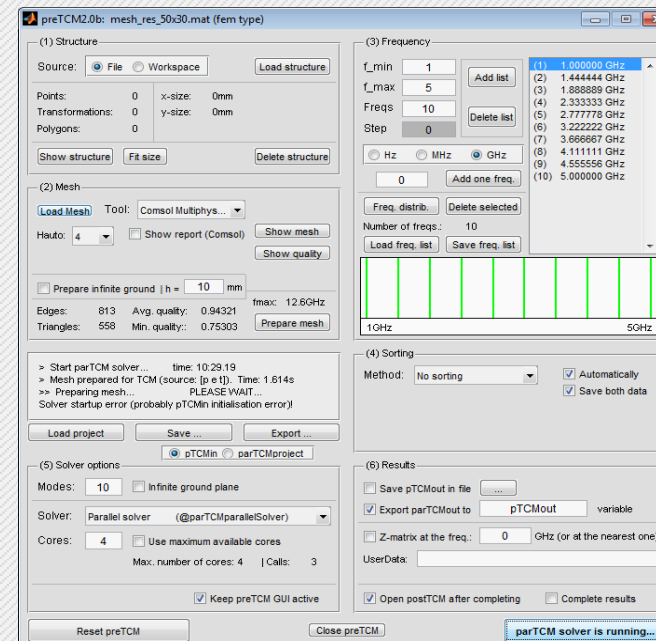 preTCM2.0b: mesh_res_50x30.mat (fem type)
(1) Structure
Source: File Workspace Load structure
Points: 0 x-size: 0mm
Transformations: 0 y-size: 0mm
Polygons: 0
Show structure Fit size Delete structure
(2) Mesh
Load Mesh Tool: Comsol Multiphys...
Hauto: 4 Show report (Comsol) Show mesh
Show quality
Prepare infinite ground | h = 10 mm
fmax: 12.6GHz
Edges: 813 Avg. quality: 0.94321
Triangles: 558 Min. quality:: 0.75303 Prepare mesh
> Start parTCM solver... time: 10:29.19
> Mesh prepared for TCM (source: [p e t]). Time: 1.614s
>> Preparing mesh... PLEASE WAIT...
Solver startup error (probably pTCMin initialisation error)!
Load project Save ... Export ...
pTCMin parTCMproject
(5) Solver options
Modes: 10 Infinite ground plane
Solver: Parallel solver (@parTCMparallelSolver)
Cores: 4 Use maximum available cores
Max. number of cores: 4 | Calls: 3
Keep preTCM GUI active
Reset preTCM Close preTCM
(3) Frequency
f_min 1 Add list
f_max 5
Freqs 10 Delete list
Step 0
Hz MHz GHz
0 Add one freq.
Freq. distrib. Delete selected
Number of freqs.: 10
Load freq. list Save freq. list
(1) 1.000000 GHz
(2) 1.444444 GHz
(3) 1.888889 GHz
(4) 2.333333 GHz
(5) 2.777778 GHz
(6) 3.222222 GHz
(7) 3.666667 GHz
(8) 4.111111 GHz
(9) 4.555556 GHz
(10) 5.000000 GHz
1GHz 5GHz
(4) Sorting
Method: No sorting Automatically
Save both data
(6) Results
Save pTCMout in file ...
Export parTCMout to pTCMout variable
Z-matrix at the freq.: 0 GHz (or at the nearest one)
UserData:
Open postTCM after completing Complete results
parTCM solver is running...